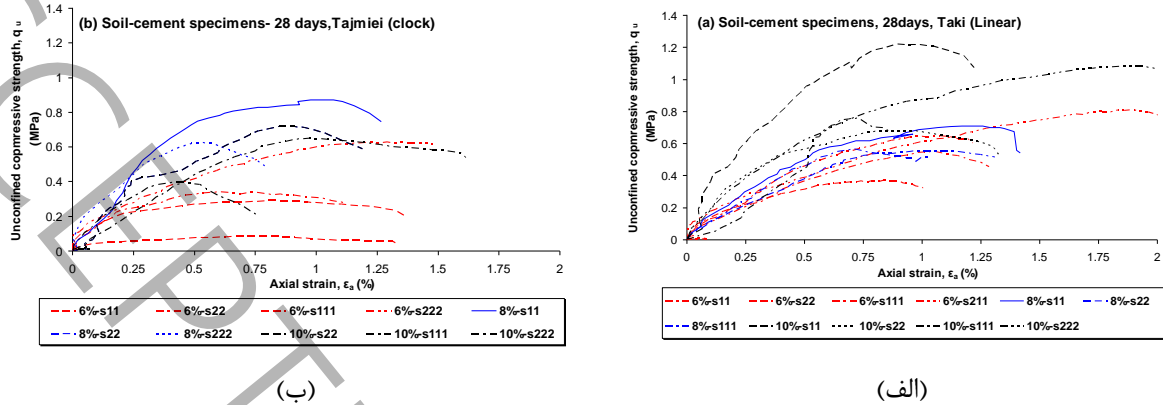 (b) Soil-cement specimens- 28 days,Tajmiei (clock)
Unconfined copmressive strength, q u
(MPa)
1.4
1.2
1
0.8
0.6
0.4
0.2
0
0 0.25 0.5 0.75 1 1.25 1.5 1.75 2
Axial strain, εa (%)
6%-s11 6%-s22 6%-s111 6%-s222 8%-s11
8%-s22 8%-s222 10%-s22 10%-s111 10%-s222
(ب)
(a) Soil-cement specimens, 28days, Taki (Linear)
Unconfined copmressive strength, q u
(MPa)
1.4
1.2
1
0.8
0.6
0.4
0.2
0
0 0.25 0.5 0.75 1 1.25 1.5 1.75 2
Axial strain, εa (%)
6%-s11 6%-s22 6%-s111 6%-s211 8%-s11 8%-s22
8%-s111 10%-s11 10%-s22 10%-s111 10%-s222
(الف)